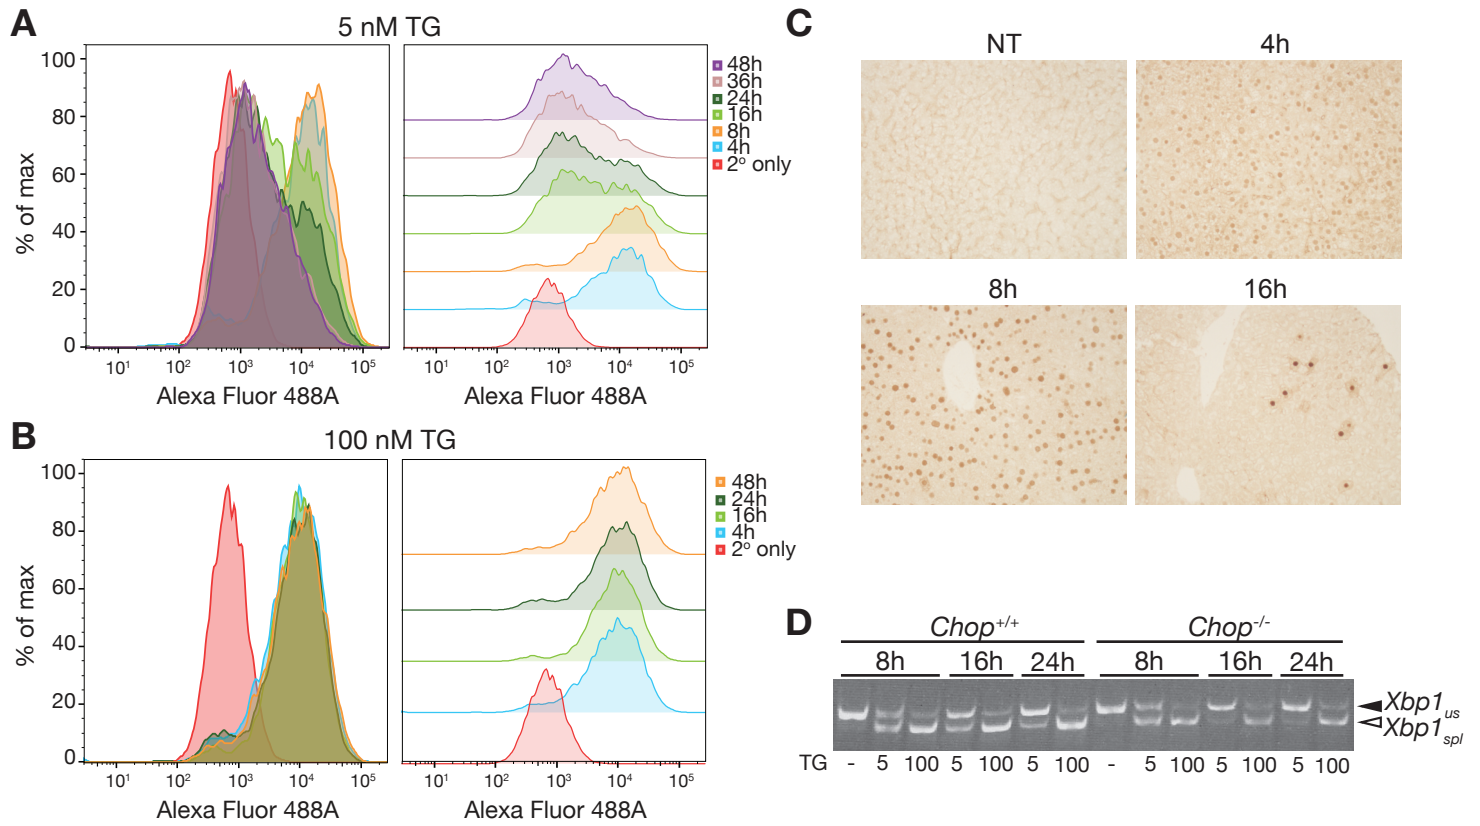 A
5 nM TG
100
80
60
40
20
0
% of max
10¹ 10² 10³ 10⁴ 10⁵
Alexa Fluor 488A
10¹ 10² 10³ 10⁴ 10⁵
Alexa Fluor 488A
48h
36h
24h
16h
8h
4h
2° only
B
100 nM TG
100
80
60
40
20
0
% of max
10¹ 10² 10³ 10⁴ 10⁵
Alexa Fluor 488A
10¹ 10² 10³ 10⁴ 10⁵
Alexa Fluor 488A
48h
24h
16h
4h
2° only
C
NT 4h
8h 16h
D
Chop+/+ Chop-/-
8h 16h 24h 8h 16h 24h
Xbp1us
Xbp1spl
TG - 5 100 5 100 5 100 - 5 100 5 100 5 100